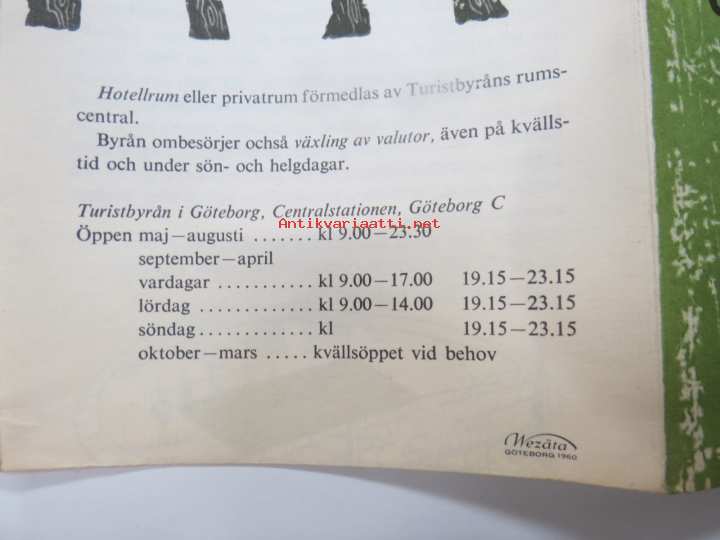 Hotellrum eller privatrum förmedlas av Turistbyråns rums-
central.
Byrån ombesörjer ochså växling av valutor, även på kvälls-
tid och under sön- och helgdagar.
Turistbyrån i Göteborg, Centralstationen, Göteborg C
Antikvariaatti.net
Öppen maj—augusti ....... kl 9.00—23.30
september—april
vardagar ............ kl 9.00—17.00 19.15—23.15
lördag ............... kl 9.00—14.00 19.15—23.15
söndag .............. kl 19.15—23.15
oktober—mars ..... kvällsöppet vid behov
Wezäta
GÖTEBORG 1960